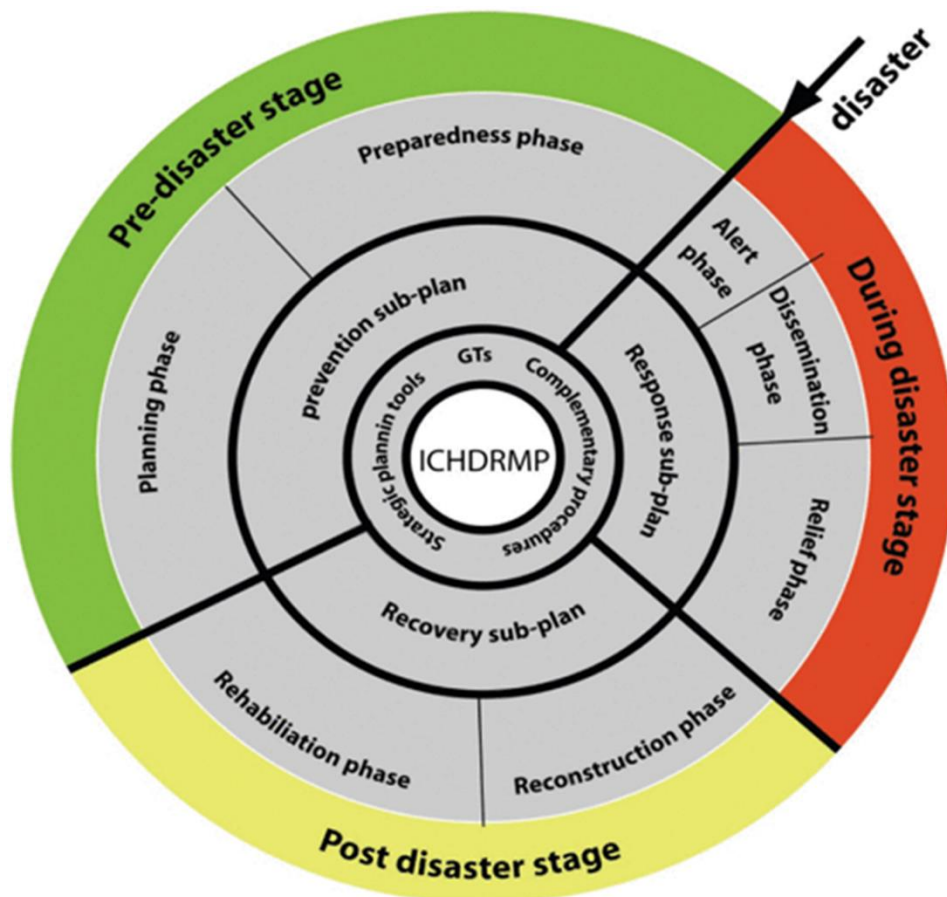 disaster
Pre-disaster stage
During disaster stage
Post disaster stage
Preparedness phase
Planning phase
Alert
phase
Dissemination
phase
Relief phase
Reconstruction phase
Rehabiliation phase
prevention sub-plan
Response sub-plan
Recovery sub-plan
GTs
Strategic plannin tools
Complementary procedures
ICHDRMP